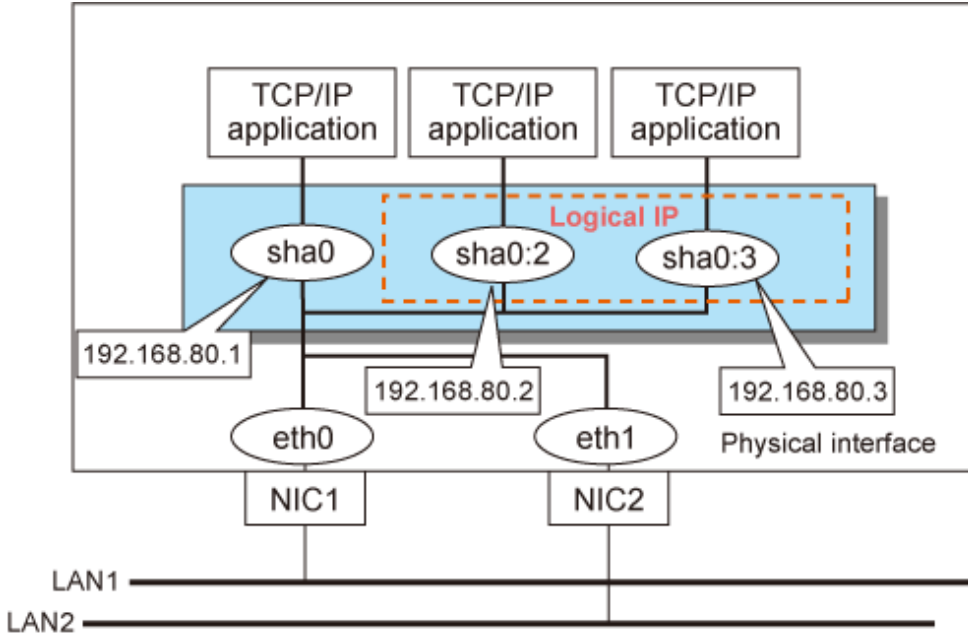 TCP/IP
application
TCP/IP
application
TCP/IP
application
Logical IP
sha0
sha0:2
sha0:3
192.168.80.1
192.168.80.2
192.168.80.3
eth0
eth1
Physical interface
NIC1
NIC2
LAN1
LAN2